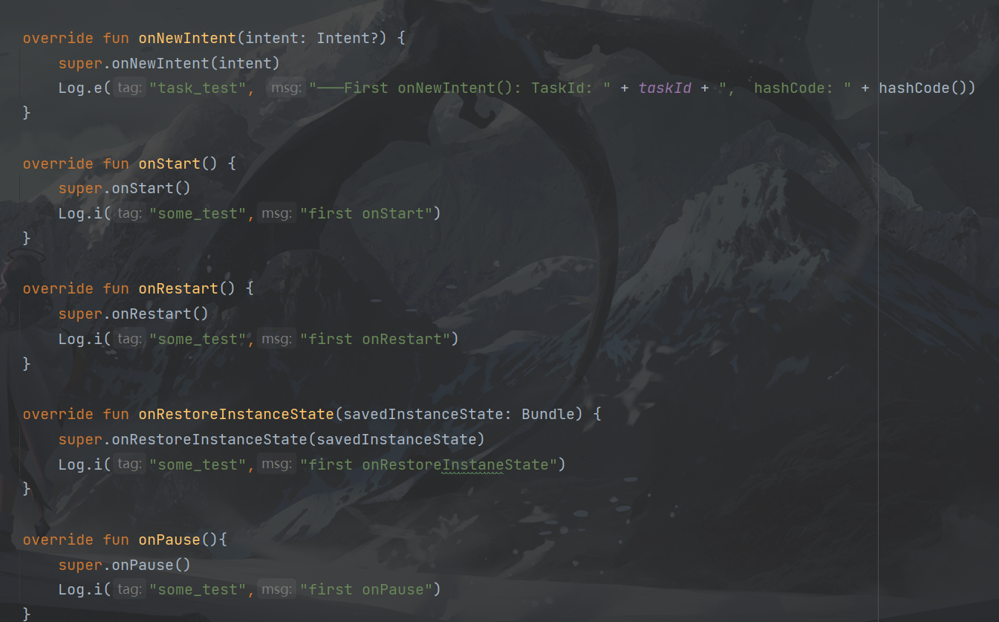 override fun onNewIntent(intent: Intent?) {
super.onNewIntent(intent)
Log.e( tag: "task_test", msg: "———First onNewIntent(): TaskId: " + taskId + ",  hashCode: " + hashCode())
}
override fun onStart() {
super.onStart()
Log.i( tag: "some_test", msg: "first onStart")
}
override fun onRestart() {
super.onRestart()
Log.i( tag: "some_test", msg: "first onRestart")
}
override fun onRestoreInstanceState(savedInstanceState: Bundle) {
super.onRestoreInstanceState(savedInstanceState)
Log.i( tag: "some_test", msg: "first onRestoreInstaneState")
}
override fun onPause(){
super.onPause()
Log.i( tag: "some_test", msg: "first onPause")
}